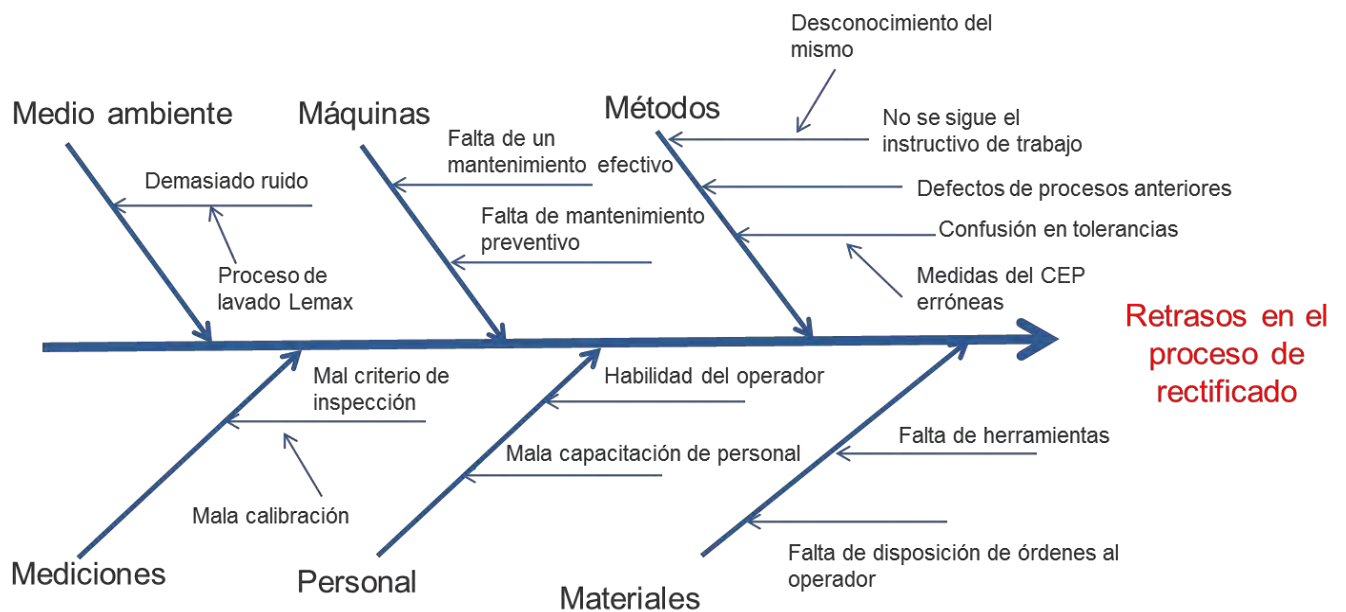 Desconocimiento del
mismo
Medio ambiente
Máquinas
Métodos
Falta de un
mantenimiento efectivo
No se sigue el
instructivo de trabajo
Demasiado ruido
Defectos de procesos anteriores
Falta de mantenimiento
preventivo
Confusión en tolerancias
Proceso de
lavado Lemax
Medidas del CEP
erróneas
Retrasos en el
proceso de
rectificado
Mal criterio de
inspección
Habilidad del operador
Falta de herramientas
Mala capacitación de personal
Mala calibración
Falta de disposición de órdenes al
operador
Mediciones
Personal
Materiales